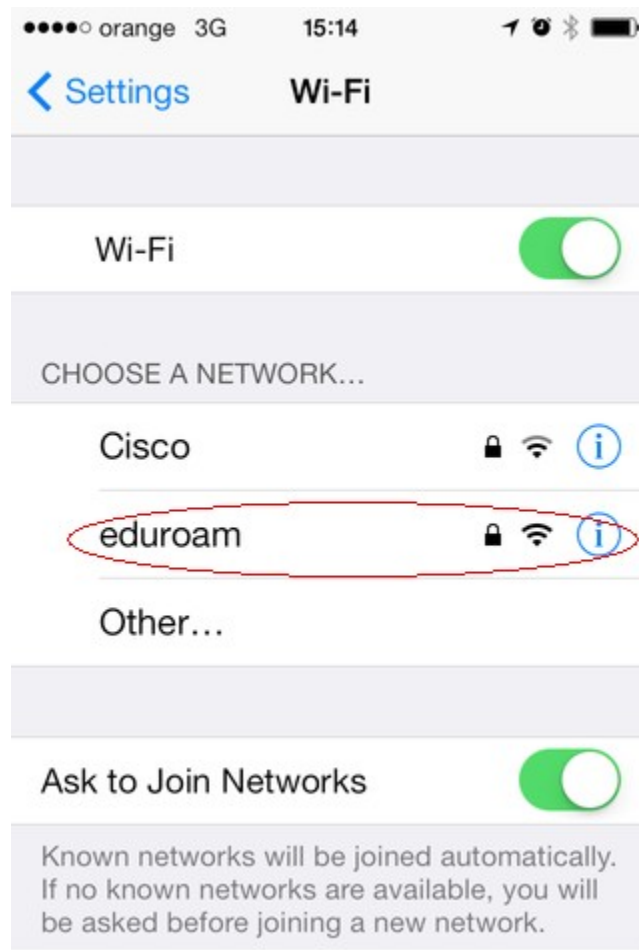 orange 3G 15:14
Settings Wi-Fi
Wi-Fi
CHOOSE A NETWORK...
Cisco
eduroam
Other...
Ask to Join Networks
Known networks will be joined automatically.
If no known networks are available, you will
be asked before joining a new network.